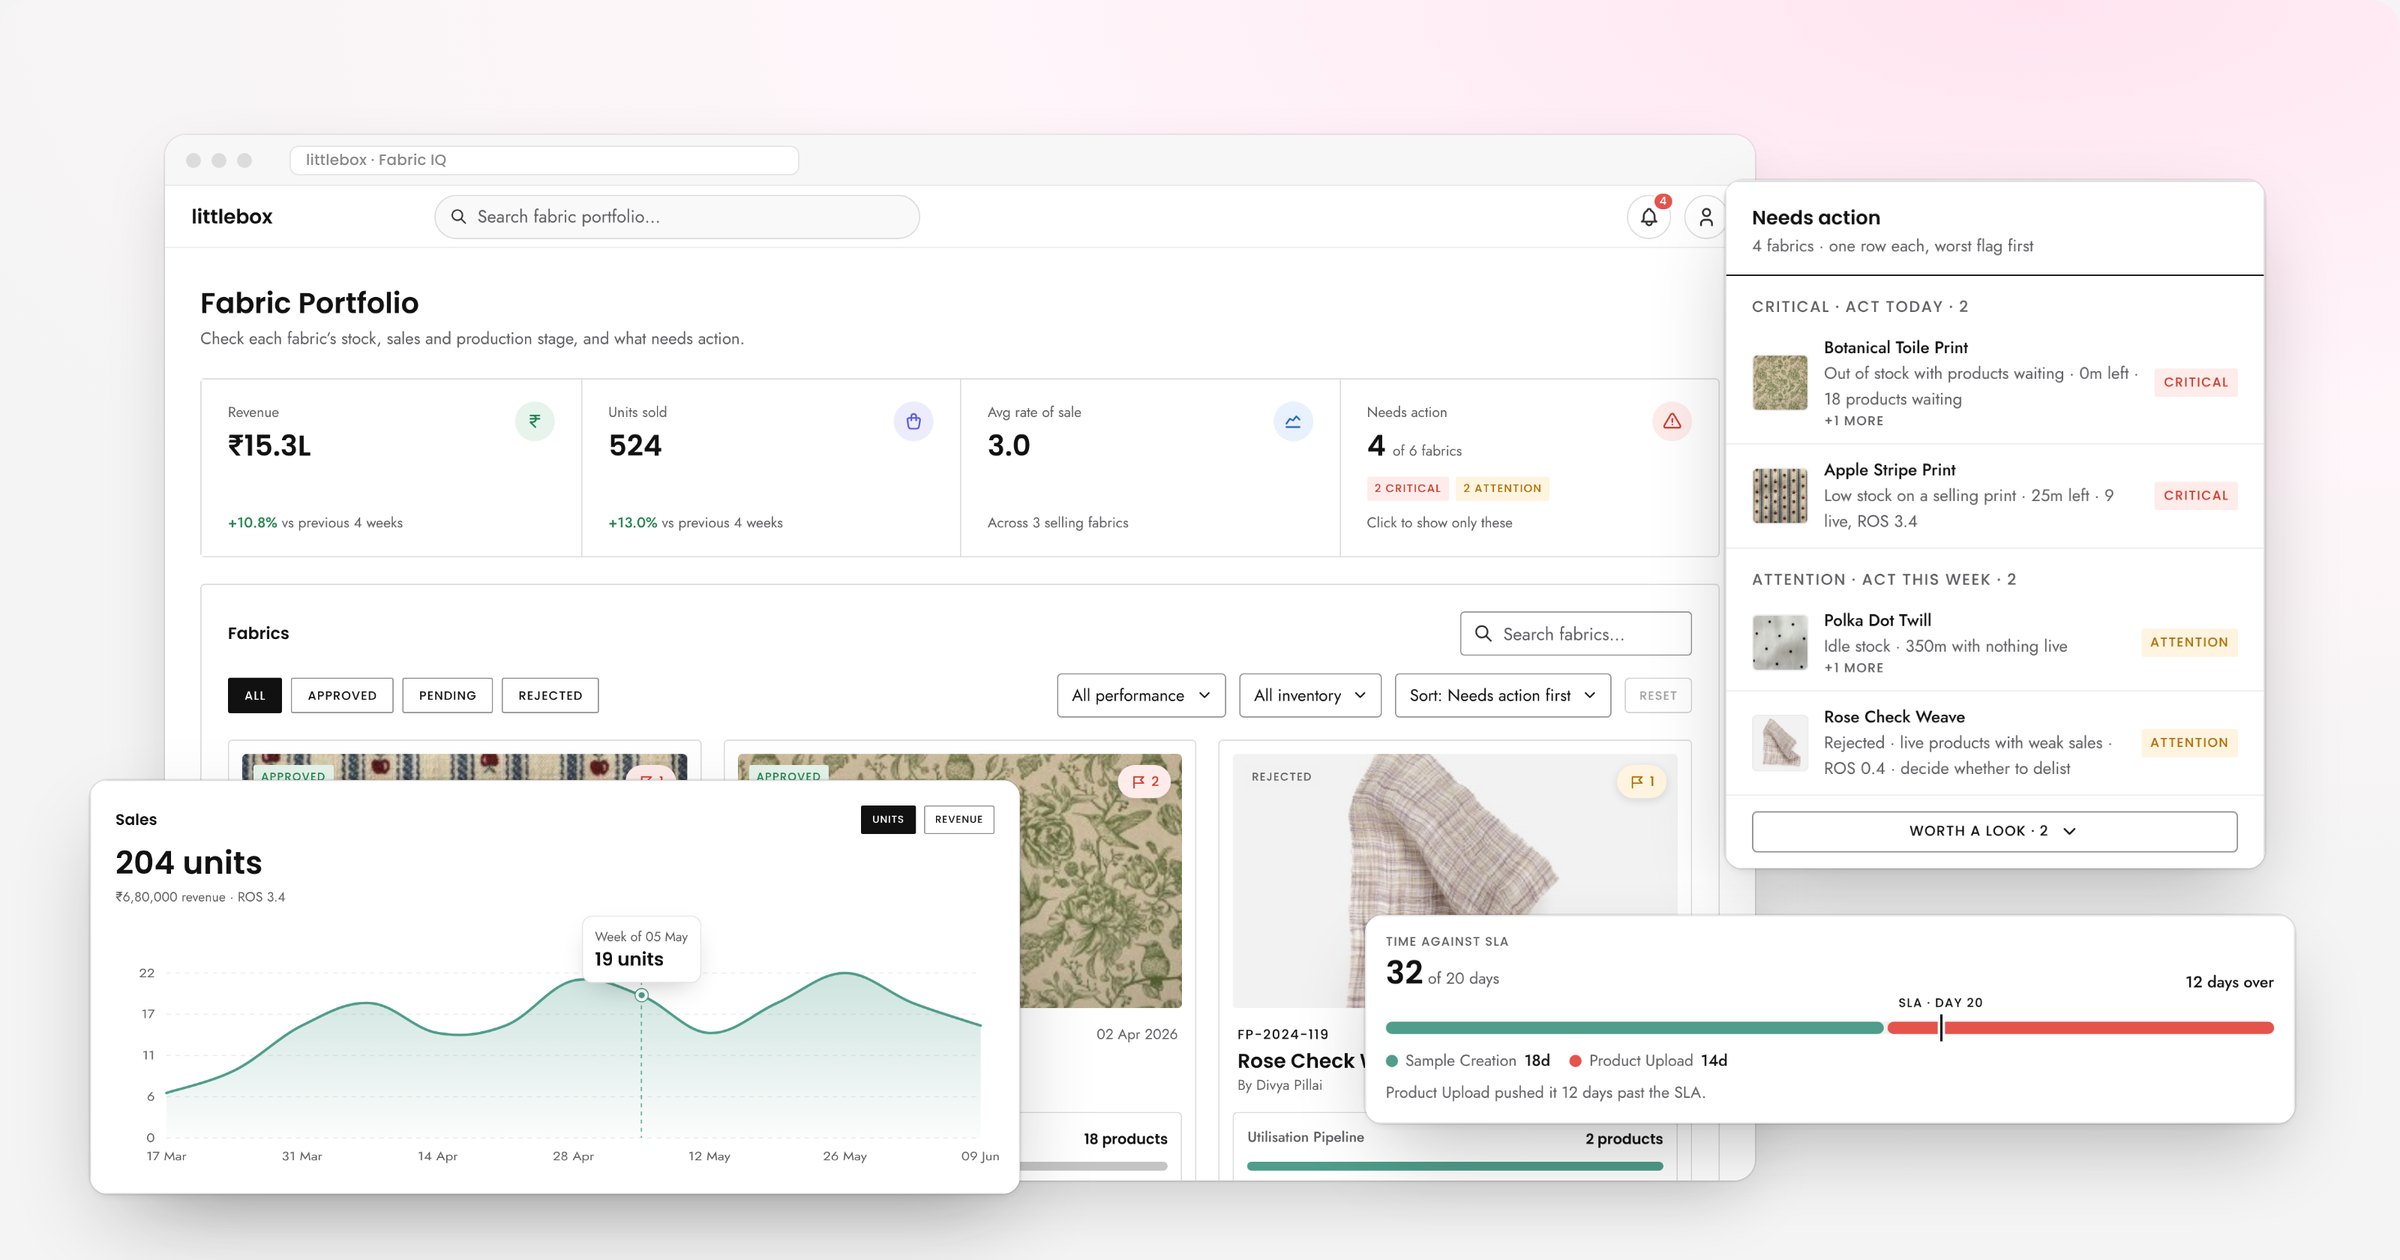 littlebox · Fabric IQ
littlebox
Search fabric portfolio...
4
Fabric Portfolio
Check each fabric's stock, sales and production stage, and what needs action.
Revenue
₹15.3L
+10.8% vs previous 4 weeks
Units sold
524
+13.0% vs previous 4 weeks
Avg rate of sale
3.0
Across 3 selling fabrics
Needs action
4 of 6 fabrics
2 CRITICAL 2 ATTENTION
Click to show only these
Fabrics
Search fabrics...
ALL APPROVED PENDING REJECTED
All performance All inventory Sort: Needs action first RESET
APPROVED
APPROVED
2
02 Apr 2026
18 products
REJECTED
1
FP-2024-119
Rose Check
By Divya Pillai
Utilisation Pipeline 2 products
Needs action
4 fabrics · one row each, worst flag first
CRITICAL · ACT TODAY · 2
Botanical Toile Print
Out of stock with products waiting · 0m left ·
18 products waiting
+1 MORE
CRITICAL
Apple Stripe Print
Low stock on a selling print · 25m left · 9
live, ROS 3.4
CRITICAL
ATTENTION · ACT THIS WEEK · 2
Polka Dot Twill
Idle stock · 350m with nothing live
+1 MORE
ATTENTION
Rose Check Weave
Rejected · live products with weak sales ·
ROS 0.4 · decide whether to delist
ATTENTION
WORTH A LOOK · 2
Sales
UNITS REVENUE
204 units
₹6,80,000 revenue · ROS 3.4
Week of 05 May
19 units
22
17
11
6
0
17 Mar 31 Mar 14 Apr 28 Apr 12 May 26 May 09 Jun
TIME AGAINST SLA
32 of 20 days
12 days over
SLA · DAY 20
Sample Creation 18d Product Upload 14d
Product Upload pushed it 12 days past the SLA.